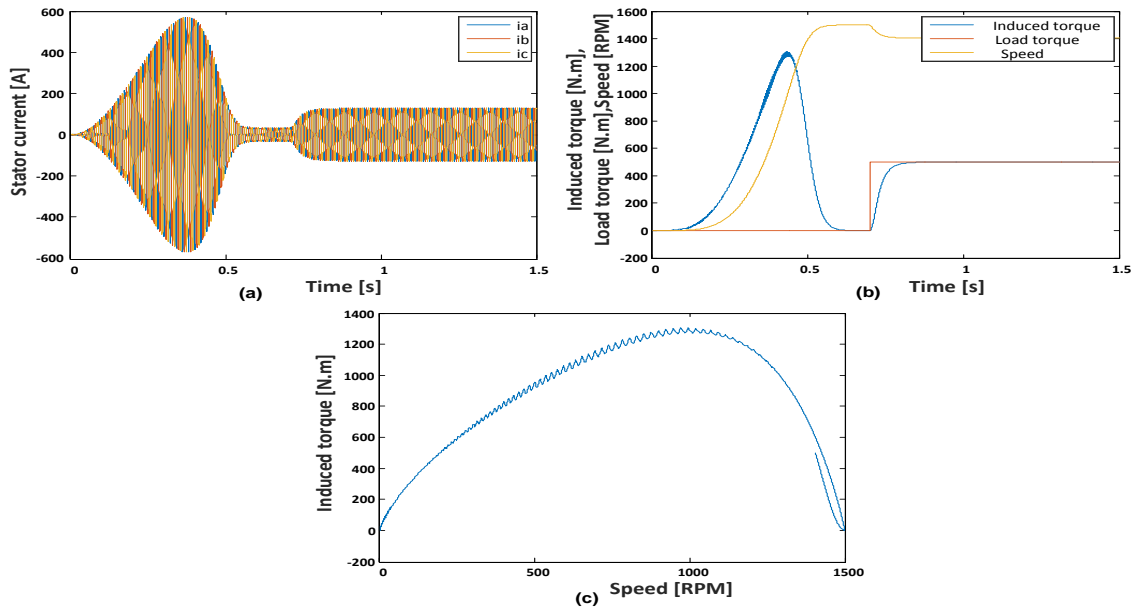 600
400
200
0
-200
-400
-600
Stator current [A]
ia
ib
ic
0
0.5
1
1.5
Time [s]
(a)
1600
1400
1200
1000
800
600
400
200
0
-200
Induced torque [N.m],
Load torque [N.m],Speed [RPM]
Induced torque
Load torque
Speed
0
0.5
1
1.5
Time [s]
(b)
1400
1200
1000
800
600
400
200
0
-200
Induced torque [N.m]
0
500
1000
1500
Speed [RPM]
(c)